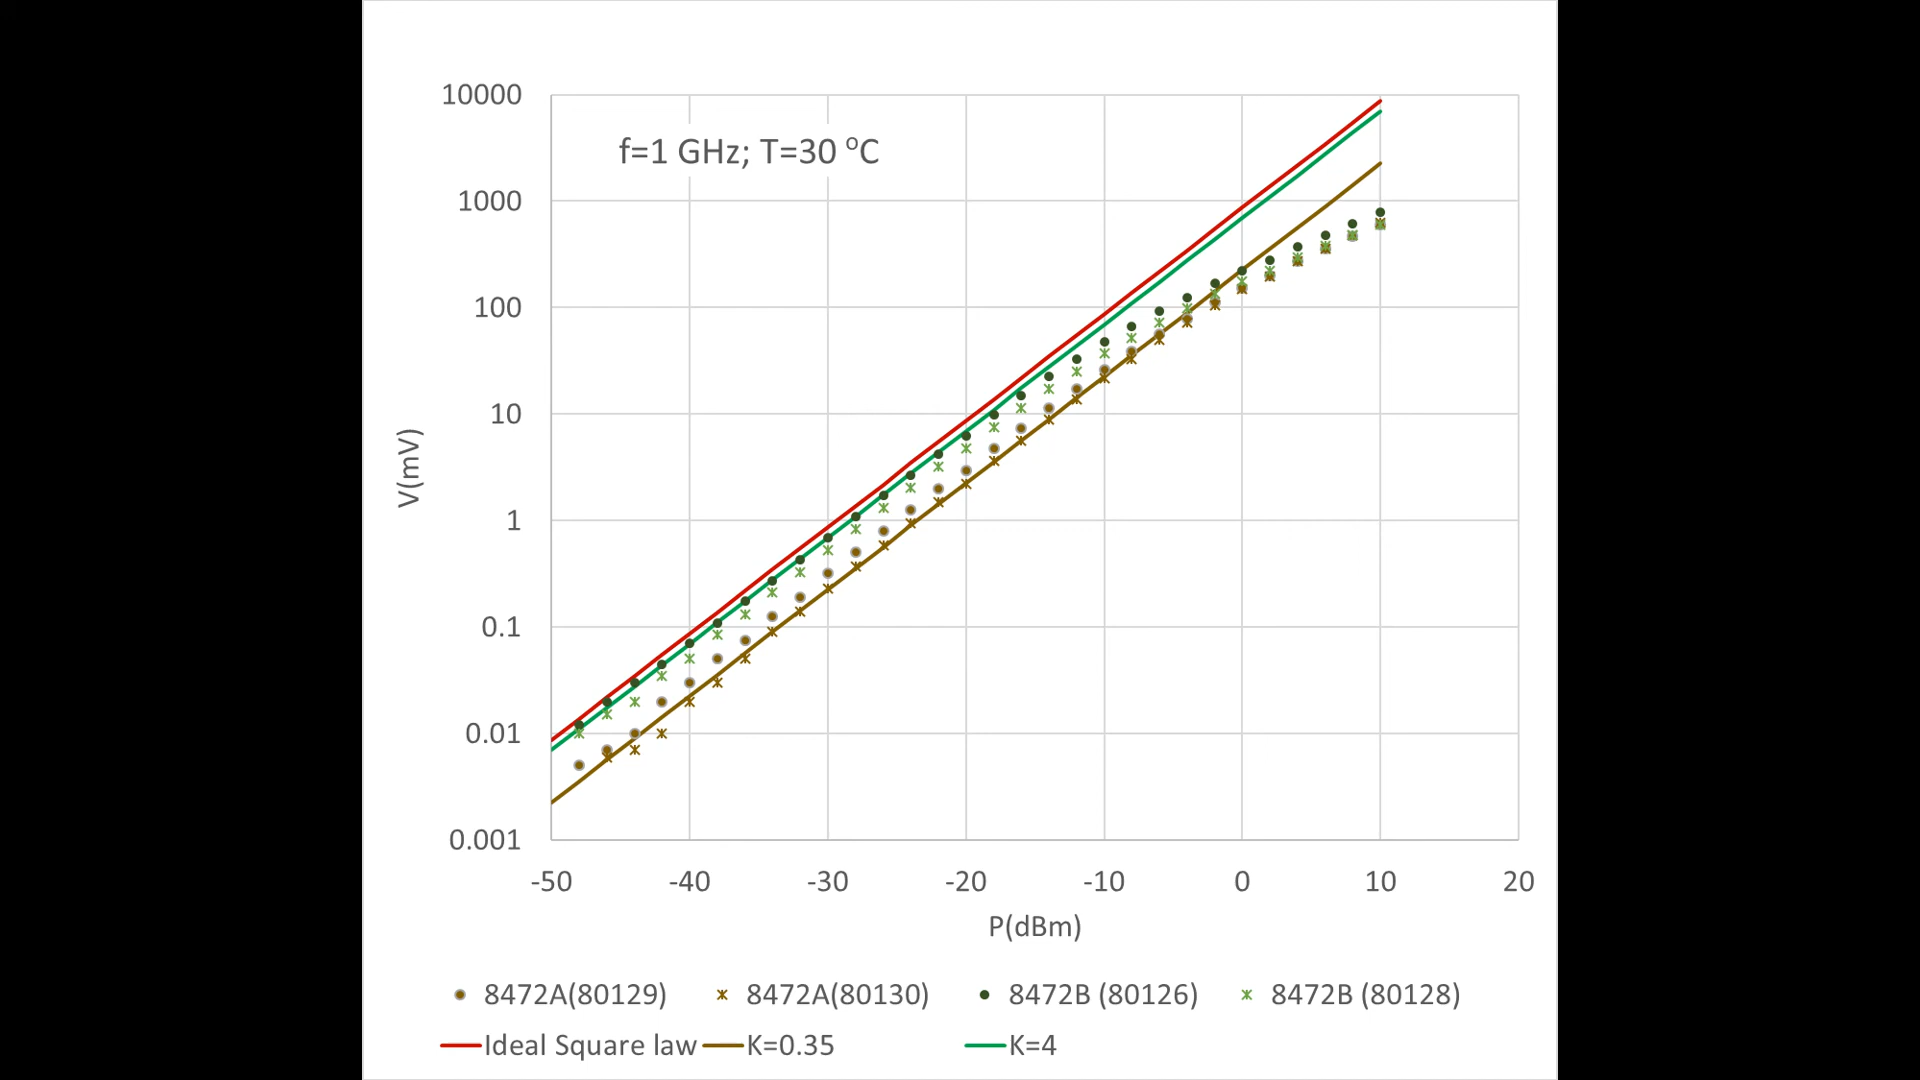 10000
f=1 GHz; T=30 ºC
1000
100
10
1
0.1
0.01
0.001
V(mV)
-50 -40 -30 -20 -10 0 10 20
P(dBm)
8472A(80129) 8472A(80130) 8472B (80126) 8472B (80128)
Ideal Square law K=0.35 K=4